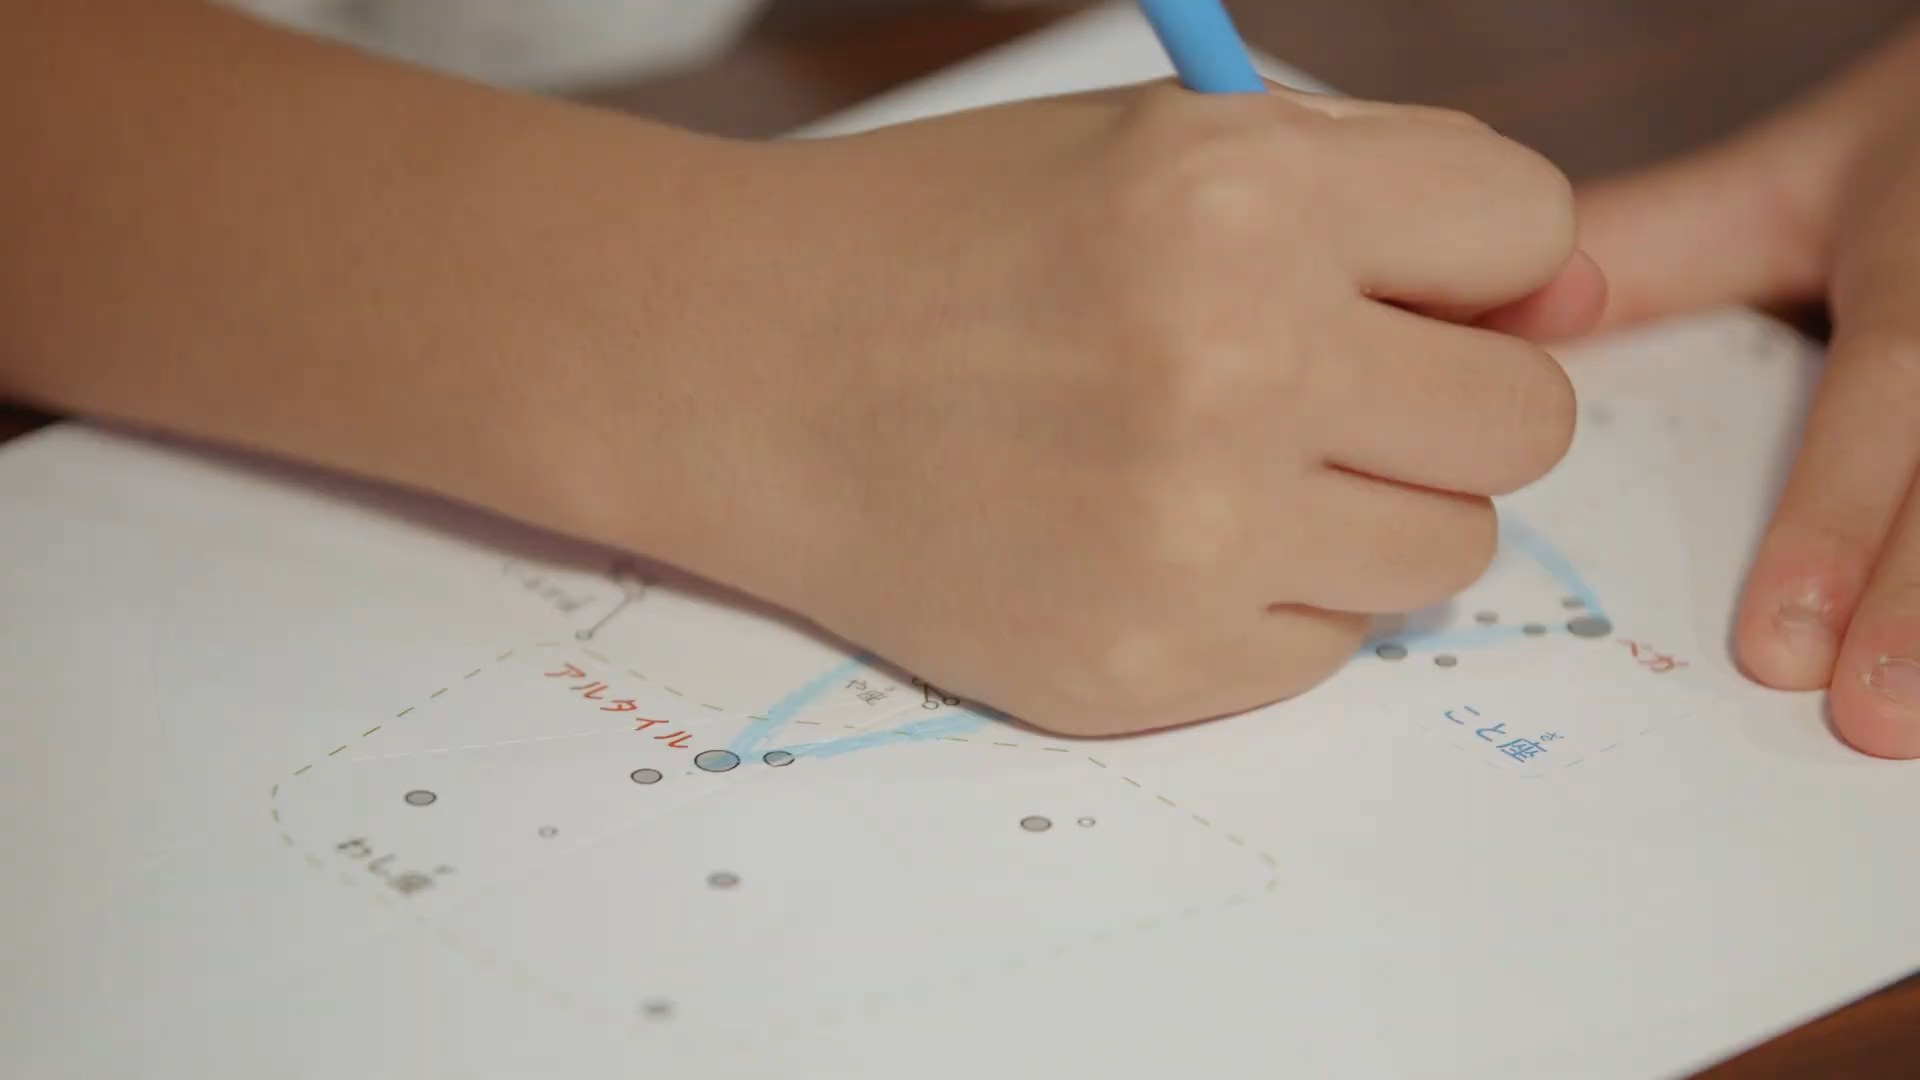 アルタイル
や座
ベガ
こと座
わし座